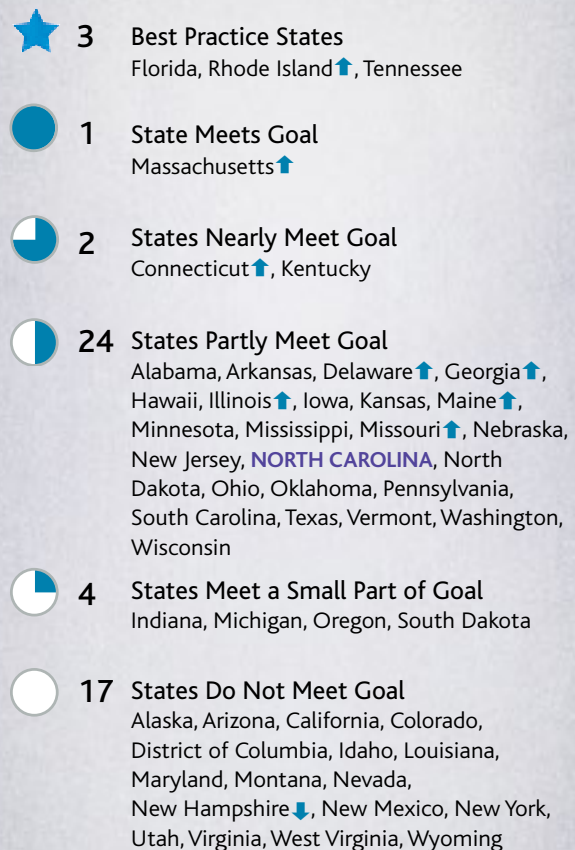 3 Best Practice States
Florida, Rhode Island⬆, Tennessee
1 State Meets Goal
Massachusetts⬆
2 States Nearly Meet Goal
Connecticut⬆, Kentucky
24 States Partly Meet Goal
Alabama, Arkansas, Delaware⬆, Georgia⬆,
Hawaii, Illinois⬆, Iowa, Kansas, Maine⬆,
Minnesota, Mississippi, Missouri⬆, Nebraska,
New Jersey, NORTH CAROLINA, North
Dakota, Ohio, Oklahoma, Pennsylvania,
South Carolina, Texas, Vermont, Washington,
Wisconsin
4 States Meet a Small Part of Goal
Indiana, Michigan, Oregon, South Dakota
17 States Do Not Meet Goal
Alaska, Arizona, California, Colorado,
District of Columbia, Idaho, Louisiana,
Maryland, Montana, Nevada,
New Hampshire⬇, New Mexico, New York,
Utah, Virginia, West Virginia, Wyoming